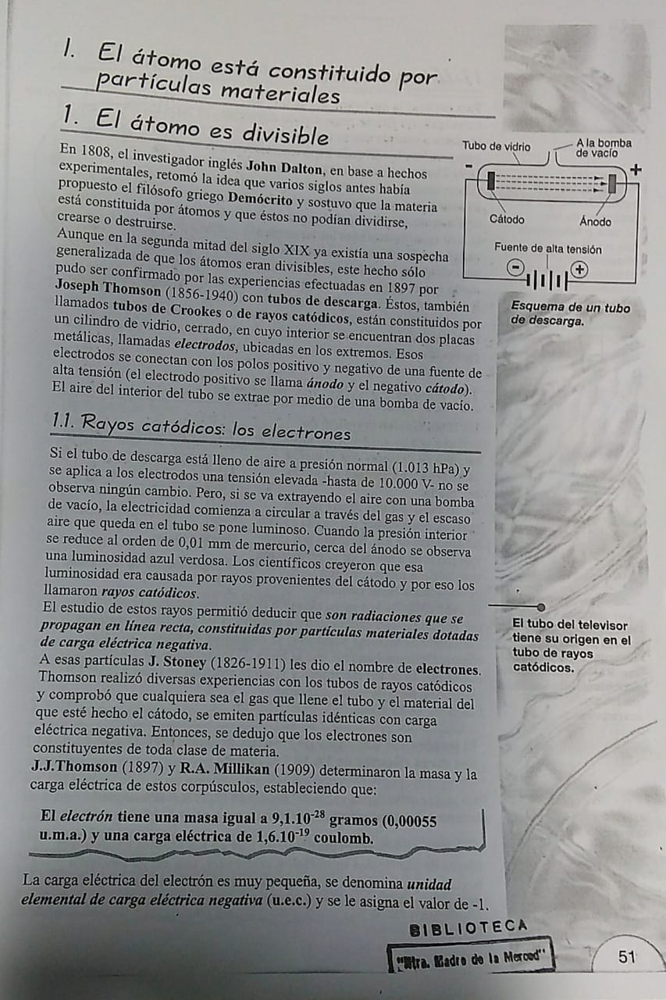 I. El átomo está constituido por
partículas materiales
1. El átomo es divisible
En 1808, el investigador inglés John Dalton, en base a hechos
experimentales, retomó la idea que varios siglos antes había
propuesto el filósofo griego Demócrito y sostuvo que la materia
está constituida por átomos y que éstos no podían dividirse,
crearse o destruirse.
Aunque en la segunda mitad del siglo XIX ya existía una sospecha
generalizada de que los átomos eran divisibles, este hecho sólo
pudo ser confirmado por las experiencias efectuadas en 1897 por
Joseph Thomson (1856-1940) con tubos de descarga. Éstos, también
llamados tubos de Crookes o de rayos catódicos, están constituidos por
un cilindro de vidrio, cerrado, en cuyo interior se encuentran dos placas
metálicas, llamadas electrodos, ubicadas en los extremos. Esos
electrodos se conectan con los polos positivo y negativo de una fuente de
alta tensión (el electrodo positivo se llama ánodo y el negativo cátodo).
El aire del interior del tubo se extrae por medio de una bomba de vacío.
1.1. Rayos catódicos: los electrones
Si el tubo de descarga está lleno de aire a presión normal (1.013 hPa) y
se aplica a los electrodos una tensión elevada -hasta de 10.000 V- no se
observa ningún cambio. Pero, si se va extrayendo el aire con una bomba
de vacío, la electricidad comienza a circular a través del gas y el escaso
aire que queda en el tubo se pone luminoso. Cuando la presión interior
se reduce al orden de 0,01 mm de mercurio, cerca del ánodo se observa
una luminosidad azul verdosa. Los científicos creyeron que esa
luminosidad era causada por rayos provenientes del cátodo y por eso los
llamaron rayos catódicos.
El estudio de estos rayos permitió deducir que son radiaciones que se
propagan en línea recta, constituidas por partículas materiales dotadas
de carga eléctrica negativa.
A esas partículas J. Stoney (1826-1911) les dio el nombre de electrones.
Thomson realizó diversas experiencias con los tubos de rayos catódicos
y comprobó que cualquiera sea el gas que llene el tubo y el material del
que esté hecho el cátodo, se emiten partículas idénticas con carga
eléctrica negativa. Entonces, se dedujo que los electrones son
constituyentes de toda clase de materia.
J.J.Thomson (1897) y R.A. Millikan (1909) determinaron la masa y la
carga eléctrica de estos corpúsculos, estableciendo que:
El electrón tiene una masa igual a 9,1.10⁻²⁸ gramos (0,00055
u.m.a.) y una carga eléctrica de 1,6.10⁻¹⁹ coulomb.
La carga eléctrica del electrón es muy pequeña, se denomina unidad
elemental de carga eléctrica negativa (u.e.c.) y se le asigna el valor de -1.
Tubo de vidrio
A la bomba
de vacío
-
+
Cátodo
Ánodo
Fuente de alta tensión
-
+
Esquema de un tubo
de descarga.
El tubo del televisor
tiene su origen en el
tubo de rayos
catódicos.
BIBLIOTECA
"Ntra. Madre de la Merced"
51